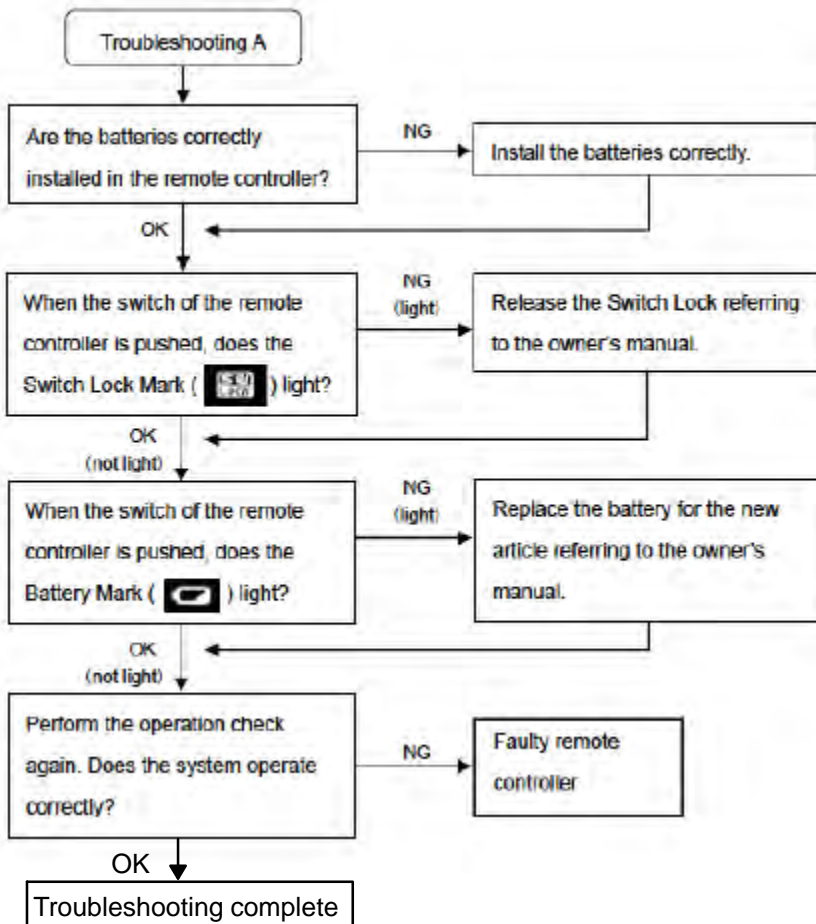 Troubleshooting A
Are the batteries correctly
installed in the remote controller?
NG
Install the batteries correctly.
OK
When the switch of the remote
controller is pushed, does the
Switch Lock Mark ( ) light?
NG
(light)
Release the Switch Lock referring
to the owner's manual.
OK
(not light)
When the switch of the remote
controller is pushed, does the
Battery Mark ( ) light?
NG
(light)
Replace the battery for the new
article referring to the owner's
manual.
OK
(not light)
Perform the operation check
again. Does the system operate
correctly?
NG
Faulty remote
controller
OK
Troubleshooting complete